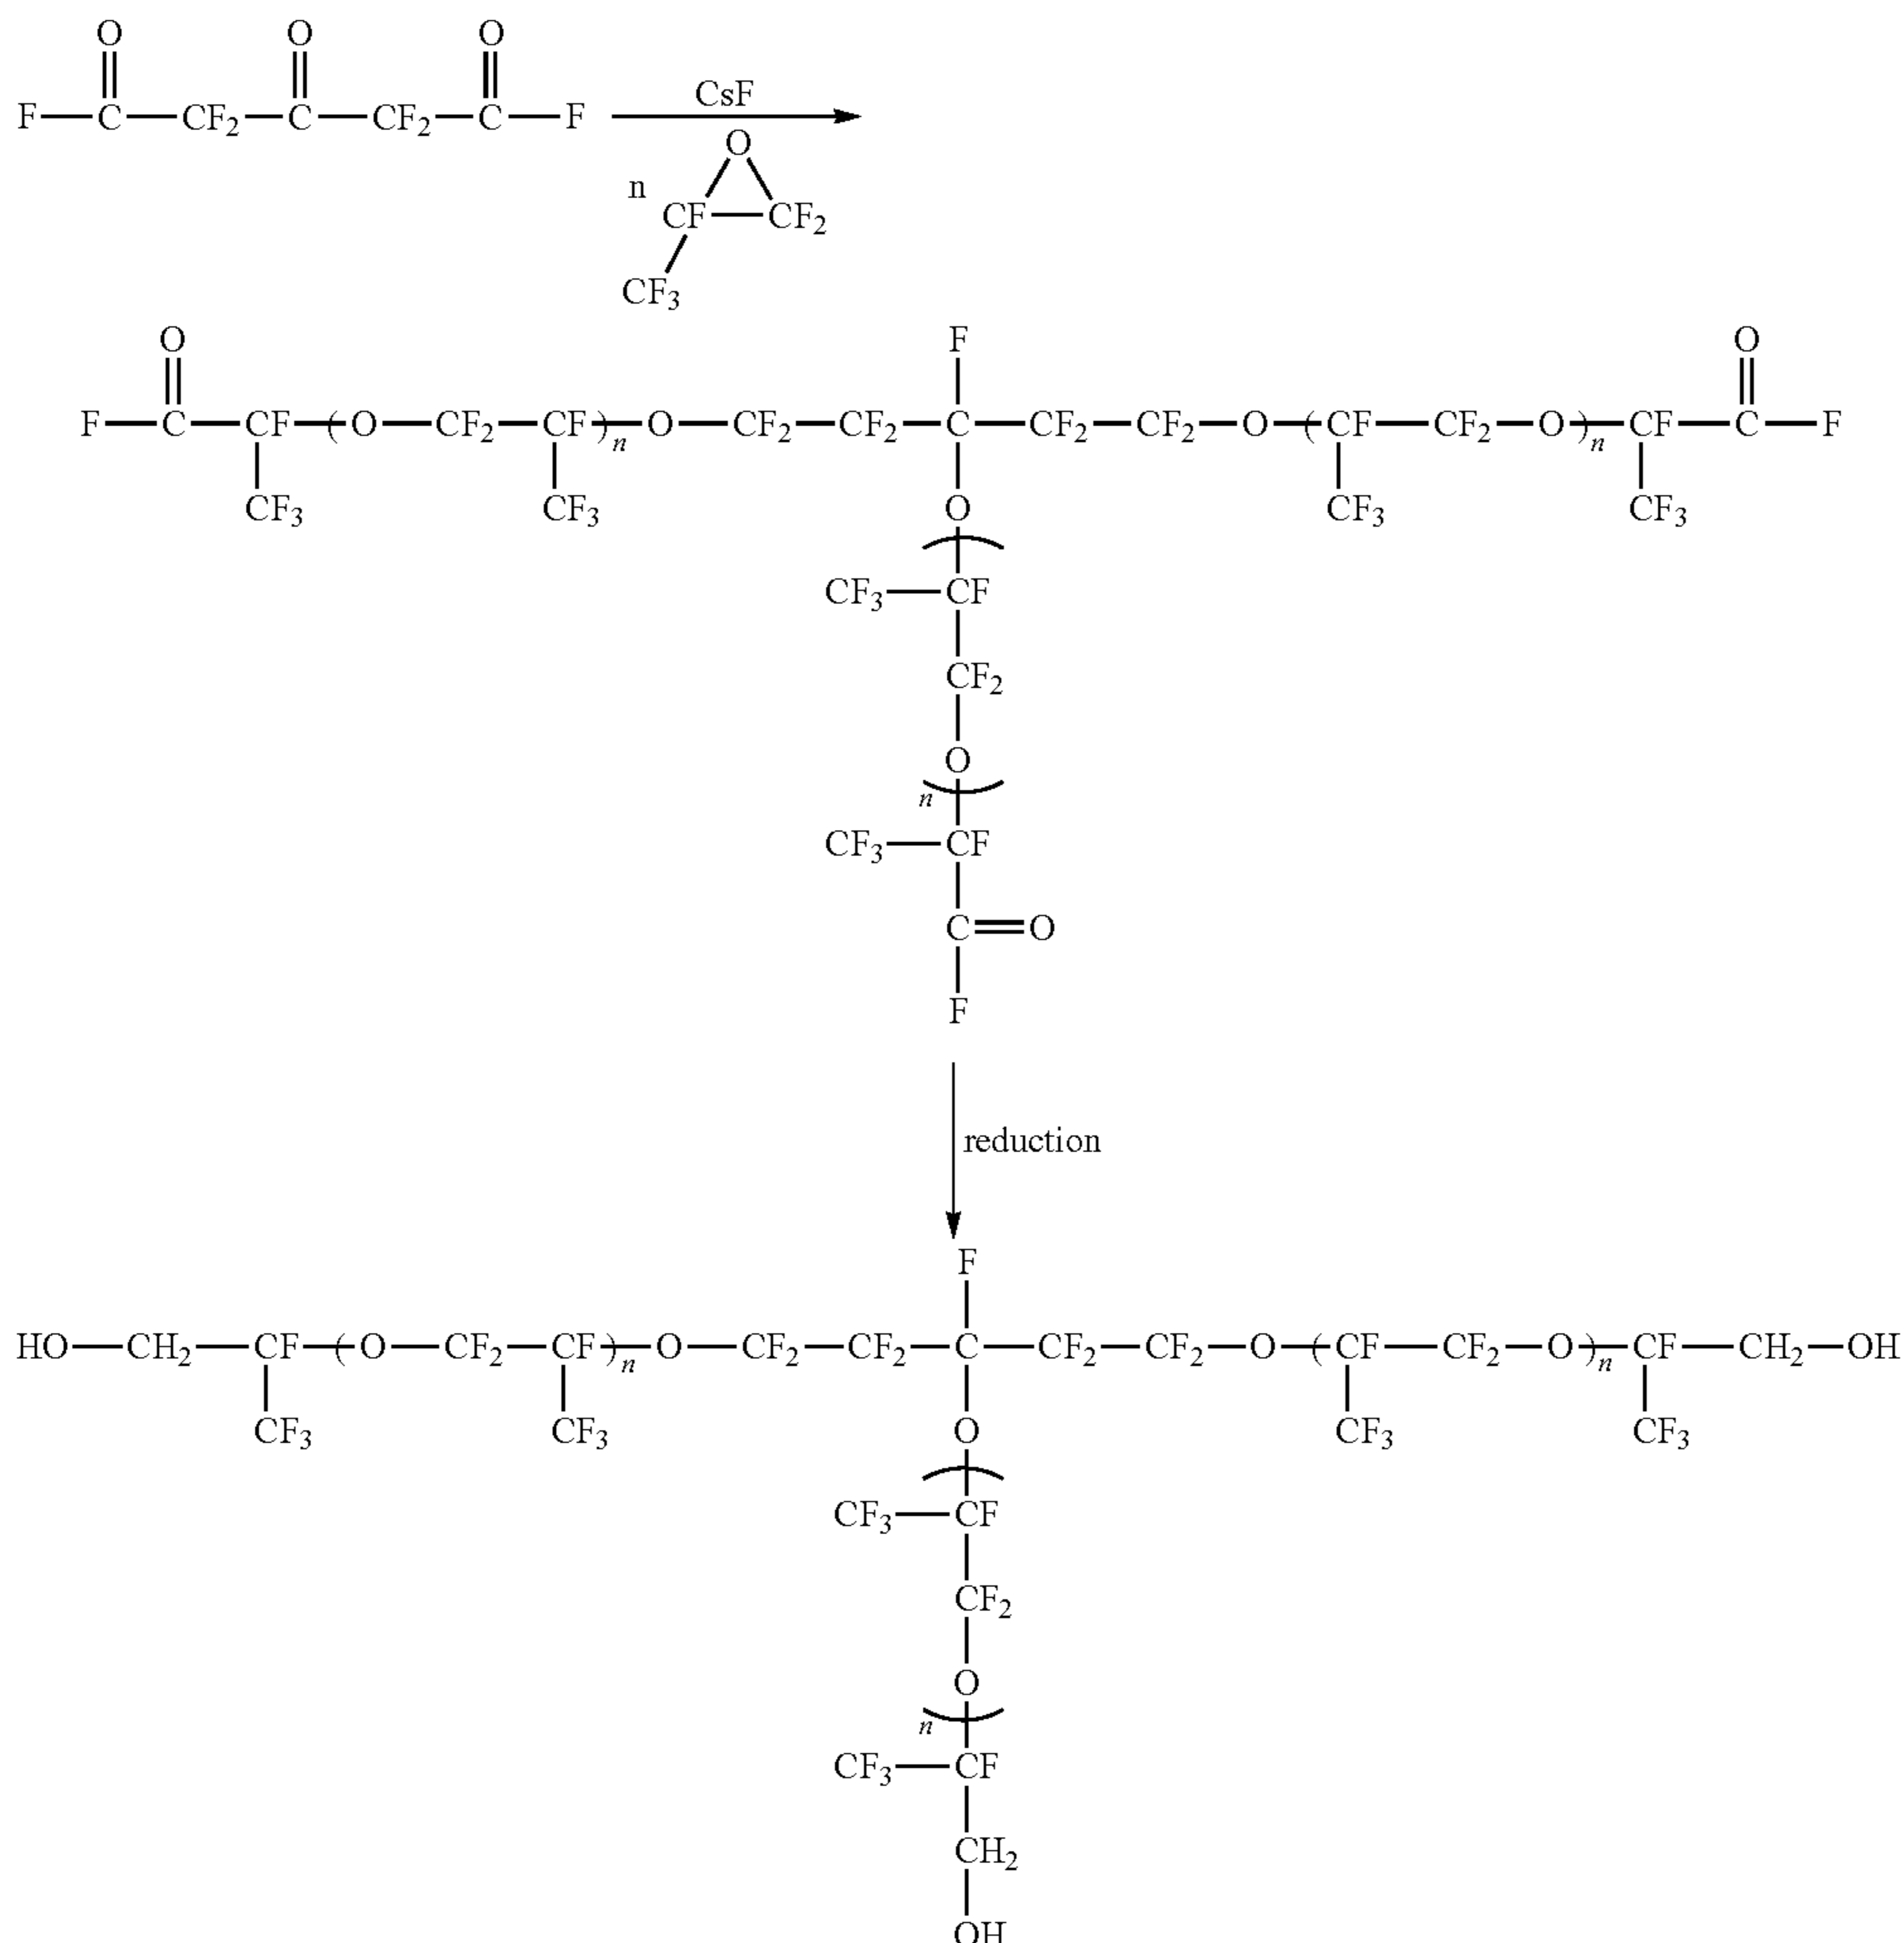 O O O
F C CF2 C CF2 C F
CsF
O
n
CF CF2
CF3
O F O
F C CF ( O CF2 CF )n O CF2 CF2 C CF2 CF2 O ( CF CF2 O )n CF C F
CF3 CF3 O CF3 CF3
CF3 CF
CF2
O
n
CF3 CF
C O
F
reduction
F
HO CH2 CF ( O CF2 CF )n O CF2 CF2 C CF2 CF2 O ( CF CF2 O )n CF CH2 OH
CF3 CF3 O CF3 CF3
CF3 CF
CF2
O
n
CF3 CF
CH2
OH